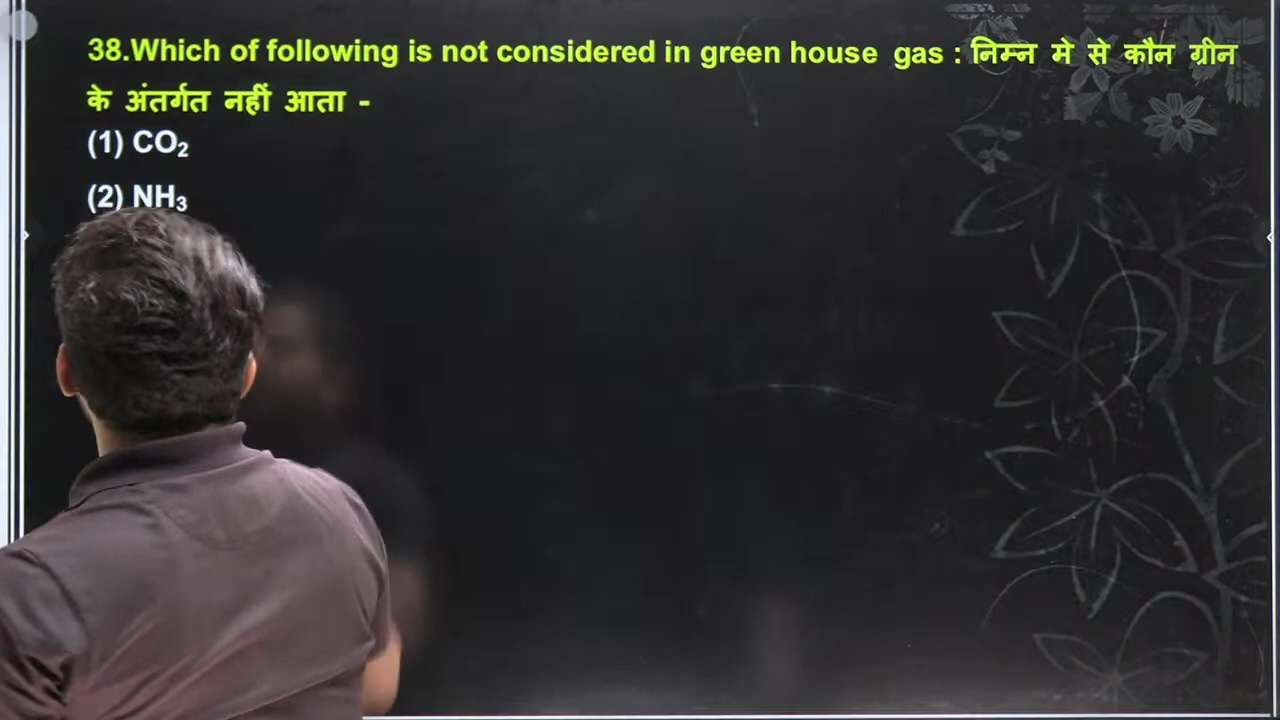 38.Which of following is not considered in green house gas : निम्न मे से कौन ग्रीन
के अंतर्गत नहीं आता -
(1) CO₂
(2) NH₃